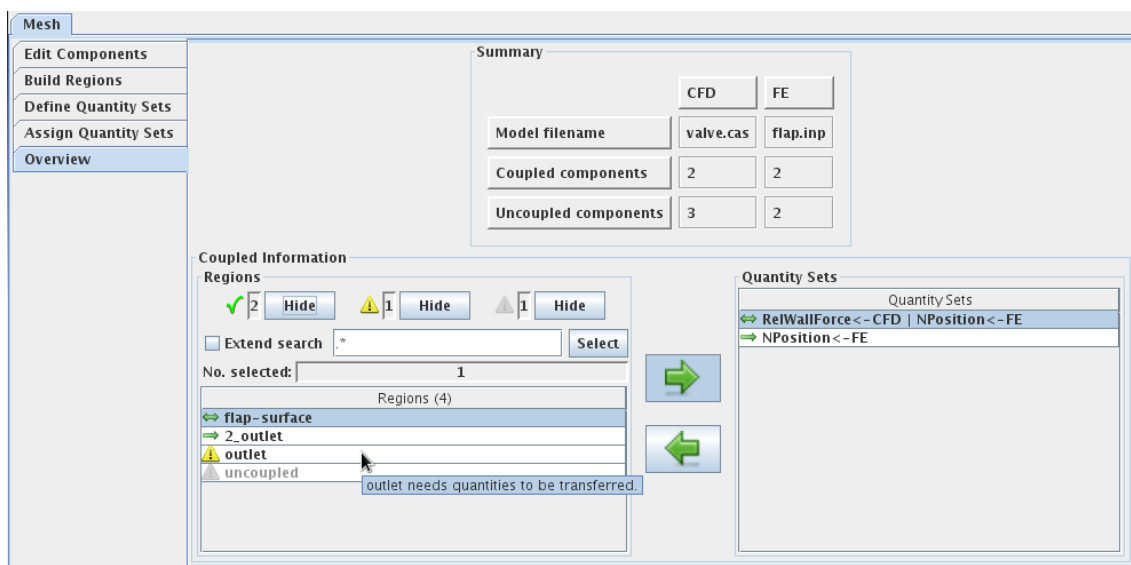 Mesh
Edit Components
Build Regions
Define Quantity Sets
Assign Quantity Sets
Overview
Summary
CFD FE
Model filename valve.cas flap.inp
Coupled components 2 2
Uncoupled components 3 2
Coupled Information
Regions
2 Hide 1 Hide 1 Hide
Extend search .* Select
No. selected: 1
Regions (4)
flap-surface
2_outlet
outlet
uncoupled
outlet needs quantities to be transferred.
Quantity Sets
Quantity Sets
RelWallForce<-CFD | NPosition<-FE
NPosition<-FE